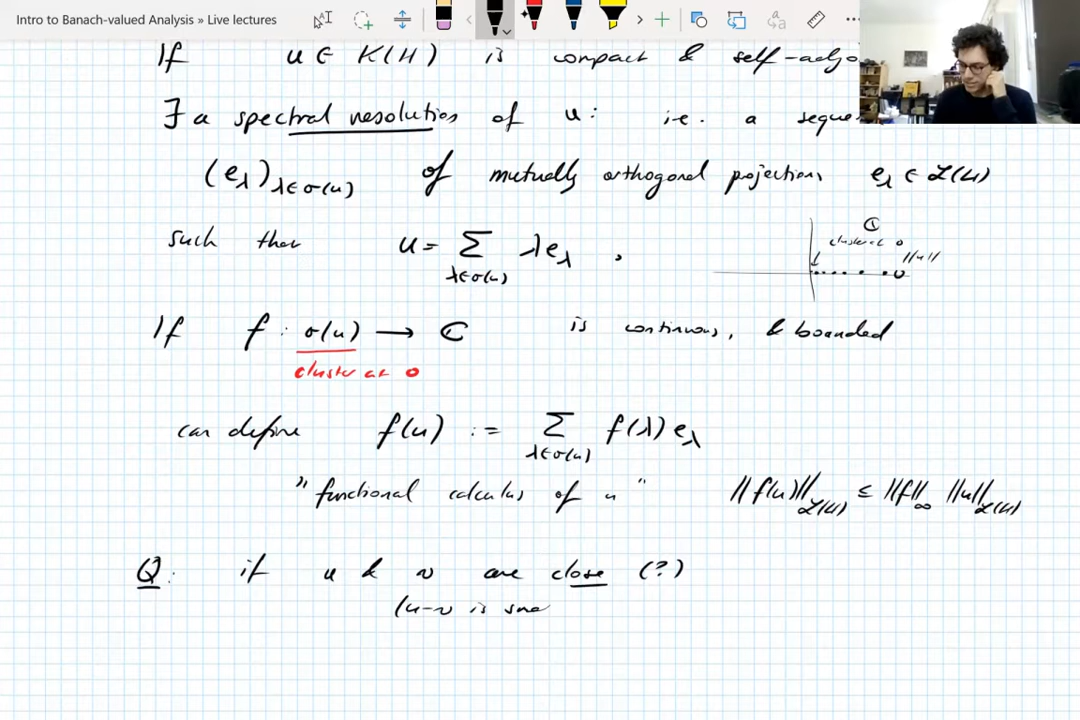 Intro to Banach-valued Analysis » Live lectures
If u ∈ K(H) is compact & self-adjo
∃ a spectral resolution of u: i.e. a seque
(e_λ)_{λ∈σ(u)} of mutually orthogonal projections e_λ ∈ L(H)
such that u = Σ_{λ∈σ(u)} λe_λ ,
ℂ
cluster at 0
||u||
If f : σ(u) → ℂ is continuous, & bounded
cluster at 0
can define f(u) := Σ_{λ∈σ(u)} f(λ) e_λ
"functional calculus of u" ||f(u)||_{L(H)} ≤ ||f||_∞ ||u||_{L(H)}
Q: if u & v are close (?)
(u-v is sma